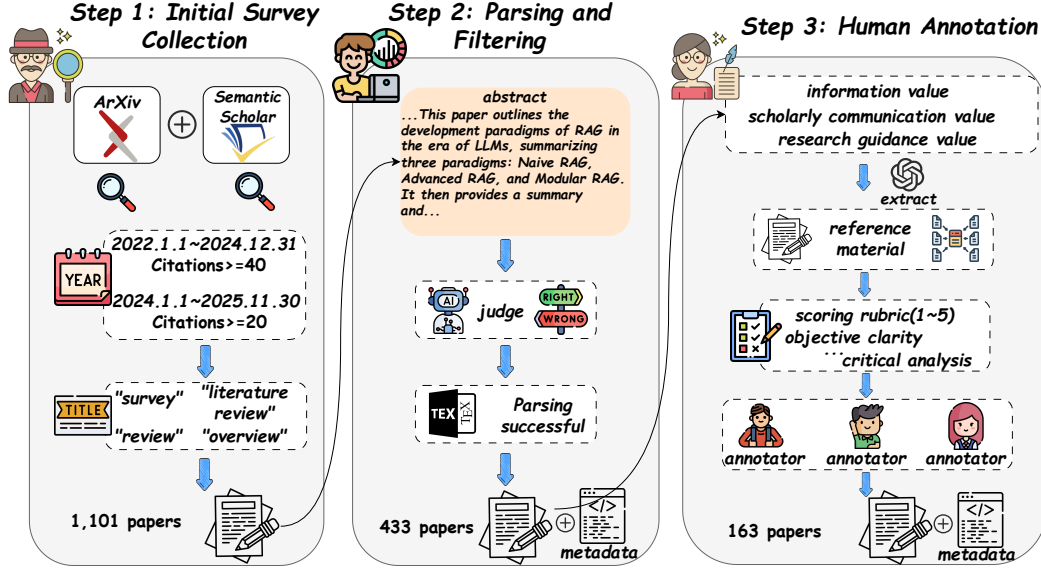 Step 1: Initial Survey
Collection
ArXiv
Semantic
Scholar
YEAR
2022.1.1~2024.12.31
Citations>=40
2024.1.1~2025.11.30
Citations>=20
TITLE
"survey"
"literature
review"
"review"
"overview"
1,101 papers
Step 2: Parsing and
Filtering
abstract
...This paper outlines the
development paradigms of RAG in
the era of LLMs, summarizing
three paradigms: Naive RAG,
Advanced RAG, and Modular RAG.
It then provides a summary
and...
AI
judge
RIGHT
WRONG
TEX
TEX
Parsing
successful
433 papers
</>
metadata
Step 3: Human Annotation
information value
scholarly communication value
research guidance value
extract
reference
material
scoring rubric(1~5)
objective clarity
...critical analysis
annotator
annotator
annotator
163 papers
</>
metadata